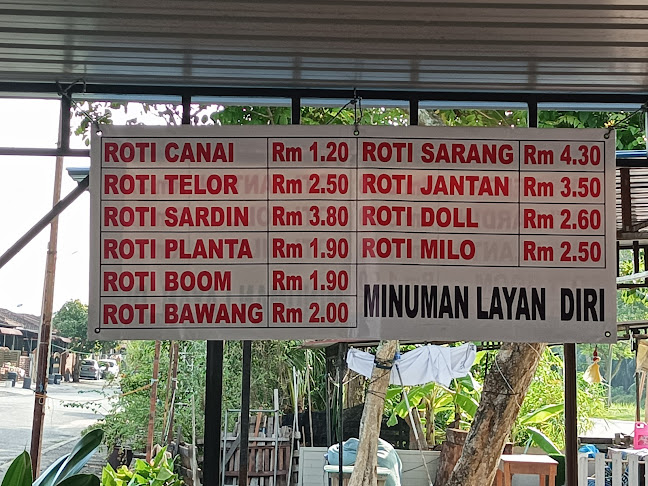 ROTI CANAI Rm 1.20
ROTI TELOR Rm 2.50
ROTI SARDIN Rm 3.80
ROTI PLANTA Rm 1.90
ROTI BOOM Rm 1.90
ROTI BAWANG Rm 2.00
ROTI SARANG Rm 4.30
ROTI JANTAN Rm 3.50
ROTI DOLL Rm 2.60
ROTI MILO Rm 2.50
MINUMAN LAYAN DIRI